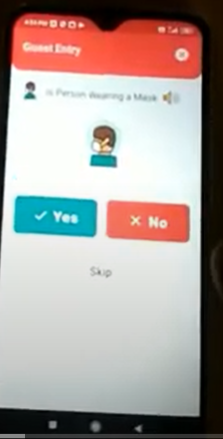 Guest Entry
Is Person Wearing a Mask
Yes
No
Skip